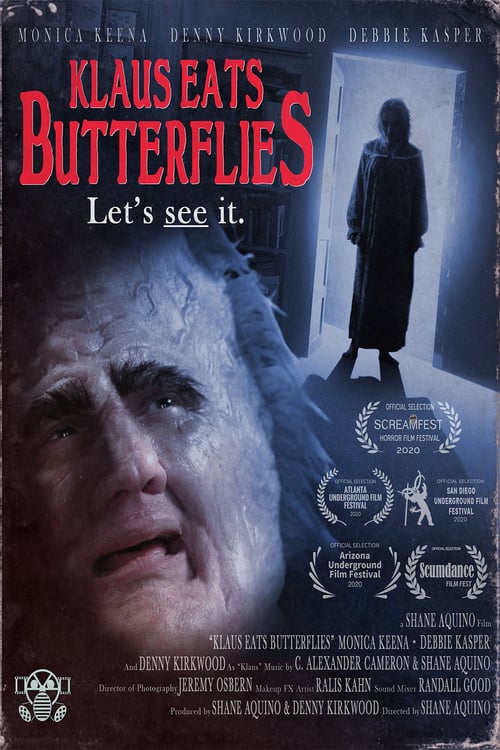 MONICA KEENA DENNY KIRKWOOD DEBBIE KASPER
KLAUS EATS
BUTTERFLIES
Let's see it.
OFFICIAL SELECTION
SCREAMFEST
HORROR FILM FESTIVAL
2020
OFFICIAL SELECTION
ATLANTA
UNDERGROUND FILM
FESTIVAL
2020
OFFICIAL SELECTION
SAN DIEGO
UNDERGROUND FILM
FESTIVAL
2020
OFFICIAL SELECTION
Arizona
Underground
Film Festival
2020
OFFICIAL SELECTION
Scumdance
FILM FEST
a SHANE AQUINO Film
"KLAUS EATS BUTTERFLIES" MONICA KEENA • DEBBIE KASPER
And DENNY KIRKWOOD As "Klaus" Music by C. ALEXANDER CAMERON & SHANE AQUINO
Director of Photography JEREMY OSBERN Makeup FX Artist RALIS KAHN Sound Mixer RANDALL GOOD
Produced by SHANE AQUINO & DENNY KIRKWOOD Directed by SHANE AQUINO